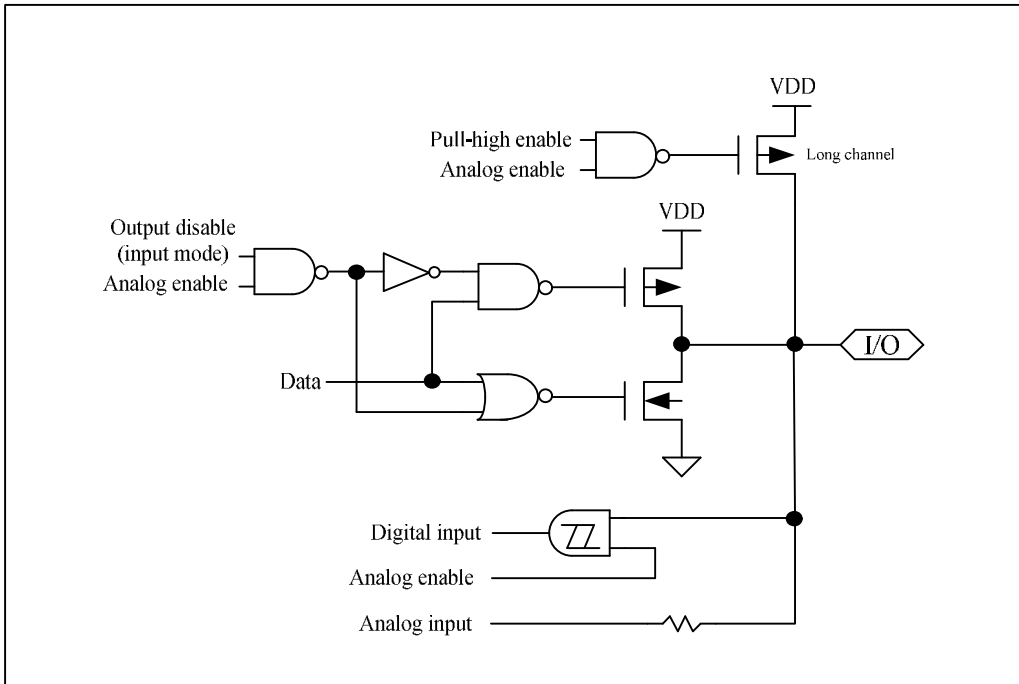 VDD
Pull-high enable
Analog enable
Long channel
VDD
Output disable
(input mode)
Analog enable
I/O
Data
Digital input
Analog enable
Analog input